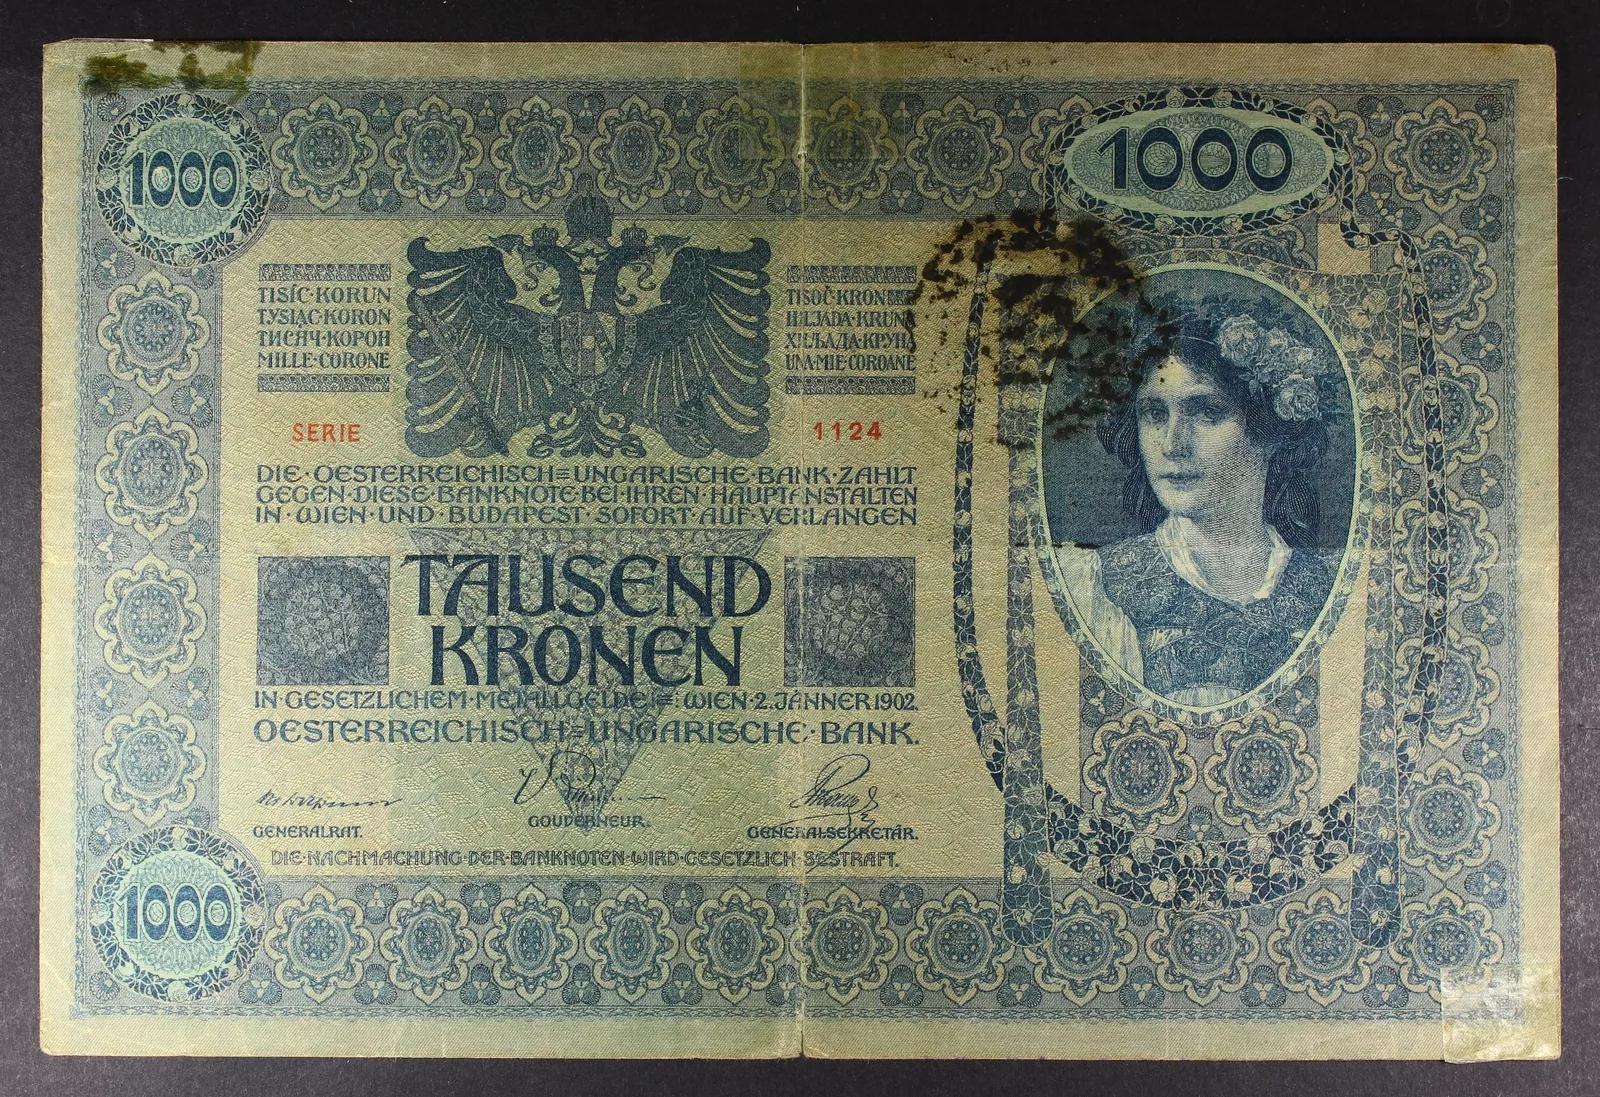 1000
1000
TISÍC·KORUN
TYSIĄC·KORON
ТИСЯЧ·КОРОН
MILLE·CORONE
TISOČ·KRON
HILJADA·KRUNA
ХИЉАДА·КРУНА
UNA·MIE·COROANE
SERIE 1124
DIE·OESTERREICHISCH=UNGARISCHE·BANK·ZAHLT
GEGEN·DIESE·BANKNOTE·BEI·IHREN·HAUPTANSTALTEN
IN·WIEN·UND·BUDAPEST·SOFORT·AUF·VERLANGEN
TAUSEND
KRONEN
IN·GESETZLICHEM·METALLGELDE·=·WIEN·2.JÄNNER 1902.
OESTERREICHISCH=UNGARISCHE·BANK.
GENERALRAT.
GOUVERNEUR.
GENERALSEKRETÄR.
DIE·NACHMACHUNG·DER·BANKNOTEN·WIRD·GESETZLICH·BESTRAFT.
1000